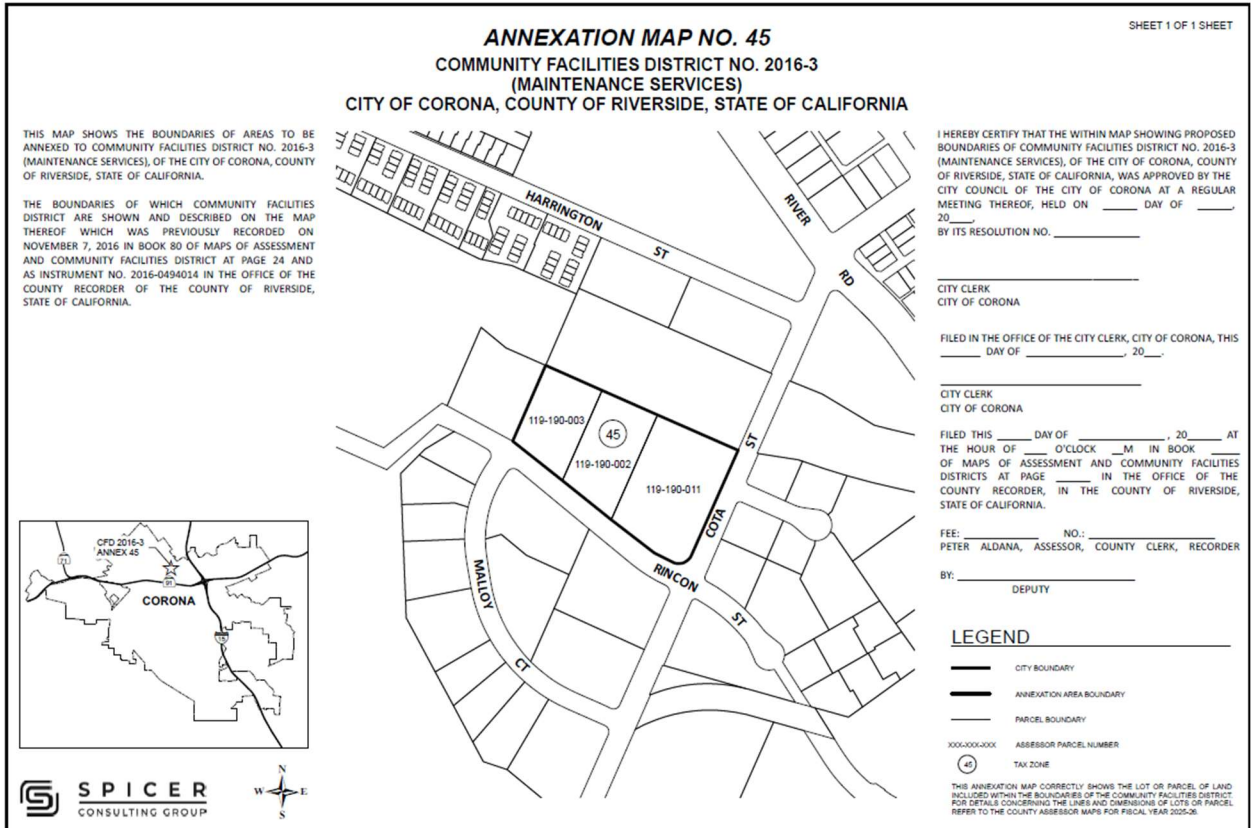 SHEET 1 OF 1 SHEET
ANNEXATION MAP NO. 45
COMMUNITY FACILITIES DISTRICT NO. 2016-3
(MAINTENANCE SERVICES)
CITY OF CORONA, COUNTY OF RIVERSIDE, STATE OF CALIFORNIA
THIS MAP SHOWS THE BOUNDARIES OF AREAS TO BE
ANNEXED TO COMMUNITY FACILITIES DISTRICT NO. 2016-3
(MAINTENANCE SERVICES), OF THE CITY OF CORONA, COUNTY
OF RIVERSIDE, STATE OF CALIFORNIA.
THE BOUNDARIES OF WHICH COMMUNITY FACILITIES
DISTRICT ARE SHOWN AND DESCRIBED ON THE MAP
THEREOF WHICH WAS PREVIOUSLY RECORDED ON
NOVEMBER 7, 2016 IN BOOK 80 OF MAPS OF ASSESSMENT
AND COMMUNITY FACILITIES DISTRICT AT PAGE 24 AND
AS INSTRUMENT NO. 2016-0494014 IN THE OFFICE OF THE
COUNTY RECORDER OF THE COUNTY OF RIVERSIDE,
STATE OF CALIFORNIA.
HARRINGTON ST
RIVER RD
119-190-003
45
119-190-002
119-190-011
COTA ST
RINCON ST
MALLOY CT
CFD 2016-3
ANNEX 45
71
91
CORONA
15
SPICER
CONSULTING GROUP
N
W E
S
I HEREBY CERTIFY THAT THE WITHIN MAP SHOWING PROPOSED
BOUNDARIES OF COMMUNITY FACILITIES DISTRICT NO. 2016-3
(MAINTENANCE SERVICES), OF THE CITY OF CORONA, COUNTY
OF RIVERSIDE, STATE OF CALIFORNIA, WAS APPROVED BY THE
CITY COUNCIL OF THE CITY OF CORONA AT A REGULAR
MEETING THEREOF, HELD ON _____ DAY OF _____,
20___,
BY ITS RESOLUTION NO. _____________
CITY CLERK
CITY OF CORONA
FILED IN THE OFFICE OF THE CITY CLERK, CITY OF CORONA, THIS
______ DAY OF ______________, 20___.
CITY CLERK
CITY OF CORONA
FILED THIS _____ DAY OF _____________, 20_____ AT
THE HOUR OF ____ O'CLOCK __M IN BOOK ____
OF MAPS OF ASSESSMENT AND COMMUNITY FACILITIES
DISTRICTS AT PAGE _____ IN THE OFFICE OF THE
COUNTY RECORDER, IN THE COUNTY OF RIVERSIDE,
STATE OF CALIFORNIA.
FEE: ___________ NO.: ___________________
PETER ALDANA, ASSESSOR, COUNTY CLERK, RECORDER
BY: __________________________
DEPUTY
LEGEND
CITY BOUNDARY
ANNEXATION AREA BOUNDARY
PARCEL BOUNDARY
XXX-XXX-XXX ASSESSOR PARCEL NUMBER
45 TAX ZONE
THIS ANNEXATION MAP CORRECTLY SHOWS THE LOT OR PARCEL OF LAND
INCLUDED WITHIN THE BOUNDARIES OF THE COMMUNITY FACILITIES DISTRICT.
FOR DETAILS CONCERNING THE LINES AND DIMENSIONS OF LOTS OR PARCEL
REFER TO THE COUNTY ASSESSOR MAPS FOR FISCAL YEAR 2025-26.